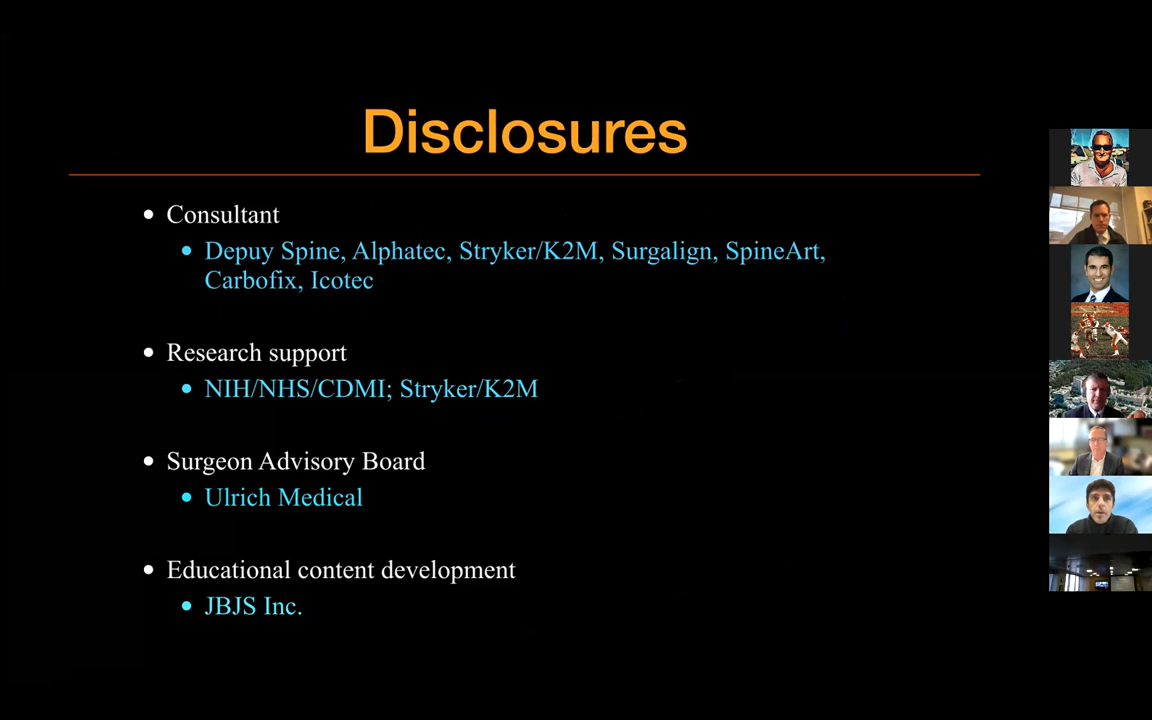 Disclosures
Consultant
Depuy Spine, Alphatec, Stryker/K2M, Surgalign, SpineArt,
Carbofix, Icotec
Research support
NIH/NHS/CDMI; Stryker/K2M
Surgeon Advisory Board
Ulrich Medical
Educational content development
JBJS Inc.